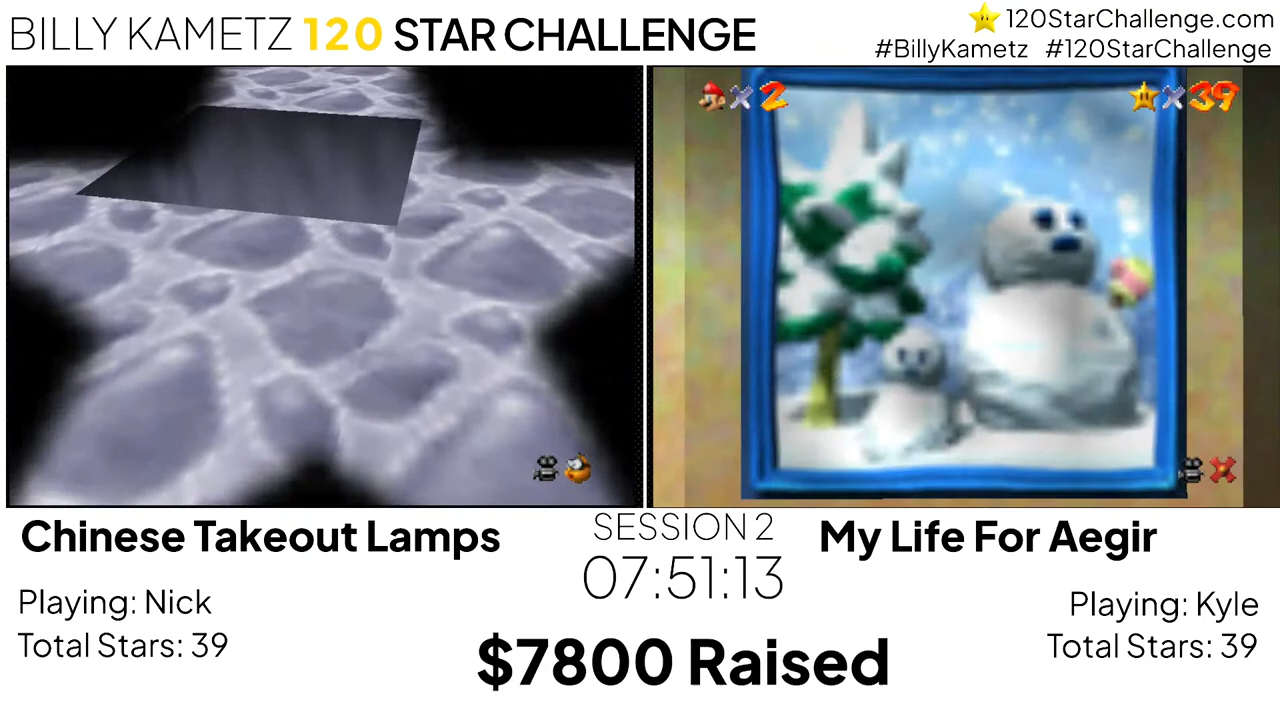 BILLY KAMETZ 120 STAR CHALLENGE
120StarChallenge.com
#BillyKametz #120StarChallenge
2
39
Chinese Takeout Lamps
SESSION 2
07:51:13
My Life For Aegir
Playing: Nick
Total Stars: 39
Playing: Kyle
Total Stars: 39
$7800 Raised